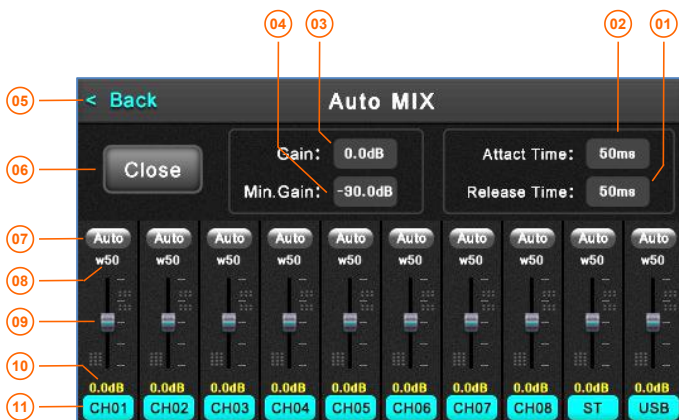 04 03 02 01
05 < Back Auto MIX
06 Close Gain: 0.0dB Attact Time: 50ms
Min.Gain: -90.0dB Release Time: 50ms
07 Auto Auto Auto Auto Auto Auto Auto Auto Auto Auto
08 w50 w50 w50 w50 w50 w50 w50 w50 w50 w50
09
10 0.0dB 0.0dB 0.0dB 0.0dB 0.0dB 0.0dB 0.0dB 0.0dB 0.0dB 0.0dB
11 CH01 CH02 CH03 CH04 CH05 CH06 CH07 CH08 ST USB